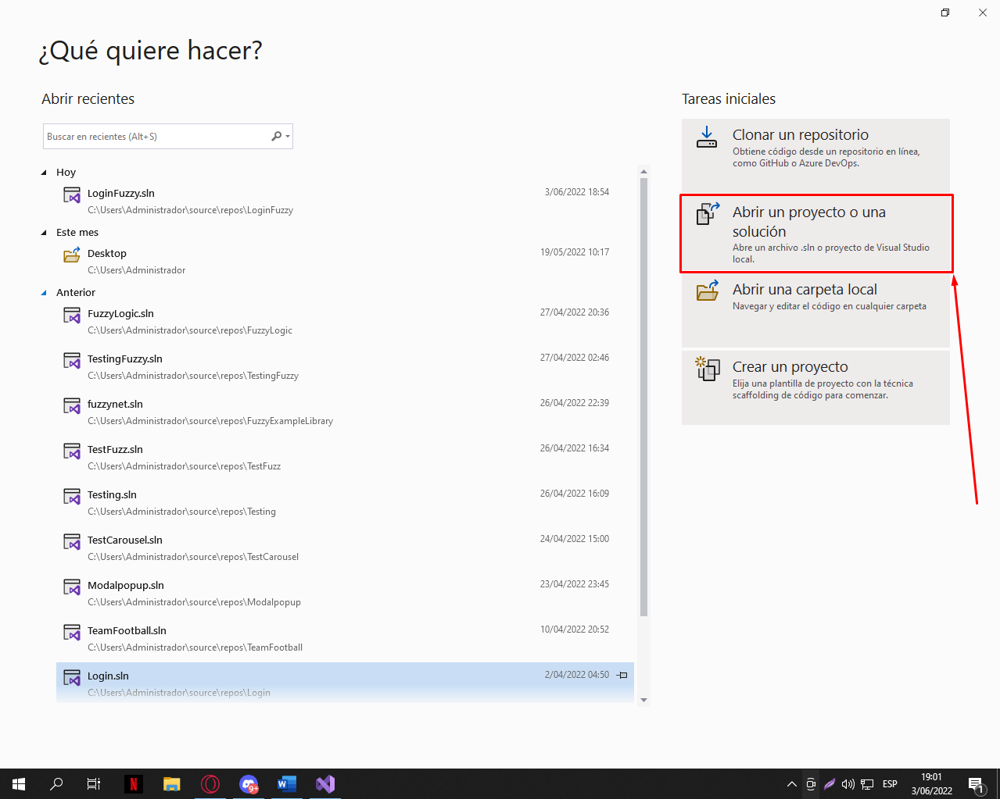 ¿Qué quiere hacer?
Abrir recientes
Buscar en recientes (Alt+S)
Hoy
LoginFuzzy.sln
3/06/2022 18:54
C:\Users\Administrador\source\repos\LoginFuzzy
Este mes
Desktop
19/05/2022 10:17
C:\Users\Administrador
Anterior
FuzzyLogic.sln
27/04/2022 20:36
C:\Users\Administrador\source\repos\FuzzyLogic
TestingFuzzy.sln
27/04/2022 02:46
C:\Users\Administrador\source\repos\TestingFuzzy
fuzzynet.sln
26/04/2022 22:39
C:\Users\Administrador\source\repos\FuzzyExampleLibrary
TestFuzz.sln
26/04/2022 16:34
C:\Users\Administrador\source\repos\TestFuzz
Testing.sln
26/04/2022 16:09
C:\Users\Administrador\source\repos\Testing
TestCarousel.sln
24/04/2022 15:00
C:\Users\Administrador\source\repos\TestCarousel
Modalpopup.sln
23/04/2022 23:45
C:\Users\Administrador\source\repos\Modalpopup
TeamFootball.sln
10/04/2022 20:52
C:\Users\Administrador\source\repos\TeamFootball
Login.sln
2/04/2022 04:50
C:\Users\Administrador\source\repos\Login
Tareas iniciales
Clonar un repositorio
Obtiene código desde un repositorio en línea,
como GitHub o Azure DevOps.
Abrir un proyecto o una
solución
Abre un archivo .sln o proyecto de Visual Studio
local.
Abrir una carpeta local
Navegar y editar el código en cualquier carpeta
Crear un proyecto
Elija una plantilla de proyecto con la técnica
scaffolding de código para comenzar.
N
9+
W
ESP
19:01
3/06/2022
1